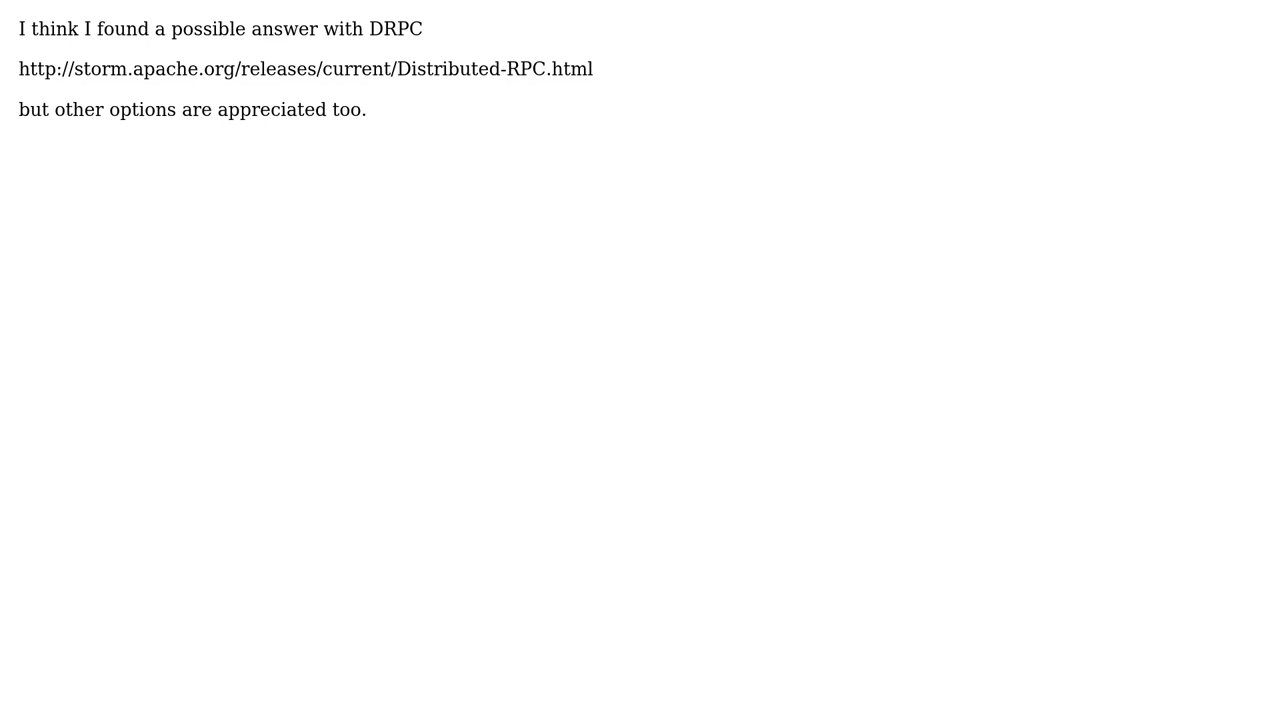 I think I found a possible answer with DRPC
http://storm.apache.org/releases/current/Distributed-RPC.html
but other options are appreciated too.